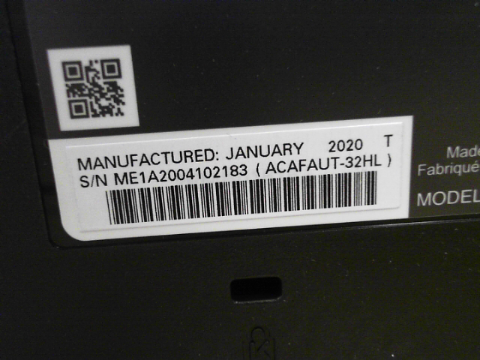 MANUFACTURED: JANUARY 2020 T
S/N ME1A2004102183 ( ACAFAUT-32HL )
Made
Fabriqué
MODEL